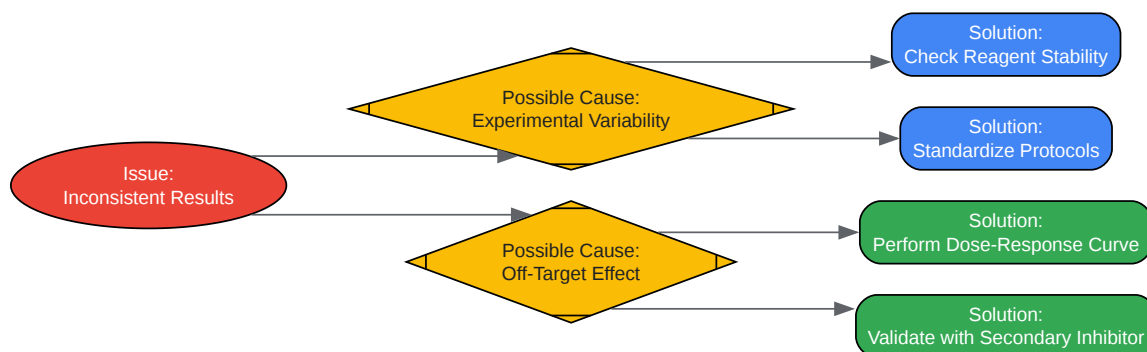 Issue:
Inconsistent Results
Possible Cause:
Experimental Variability
Solution:
Check Reagent Stability
Solution:
Standardize Protocols
Possible Cause:
Off-Target Effect
Solution:
Perform Dose-Response Curve
Solution:
Validate with Secondary Inhibitor